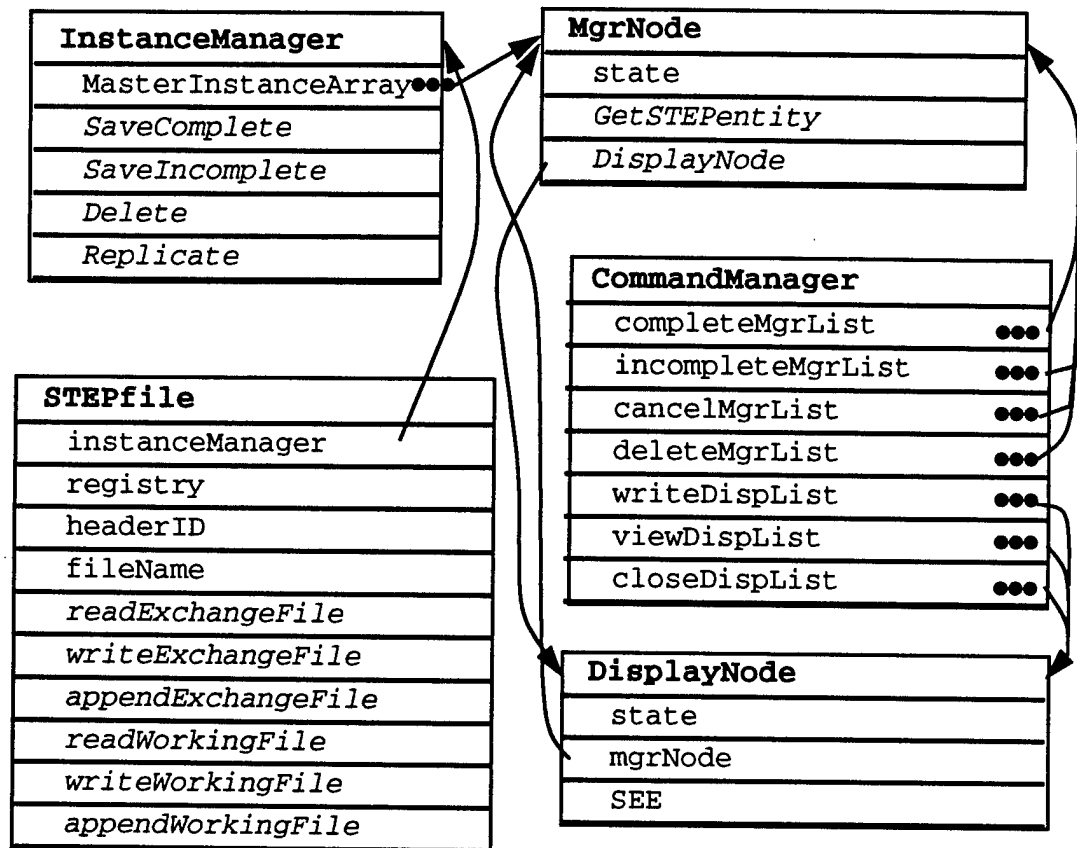 InstanceManager
MasterInstanceArray
SaveComplete
SaveIncomplete
Delete
Replicate
MgrNode
state
GetSTEPentity
DisplayNode
CommandManager
completeMgrList
incompleteMgrList
cancelMgrList
deleteMgrList
writeDispList
viewDispList
closeDispList
STEPfile
instanceManager
registry
headerID
fileName
readExchangeFile
writeExchangeFile
appendExchangeFile
readWorkingFile
writeWorkingFile
appendWorkingFile
DisplayNode
state
mgrNode
SEE